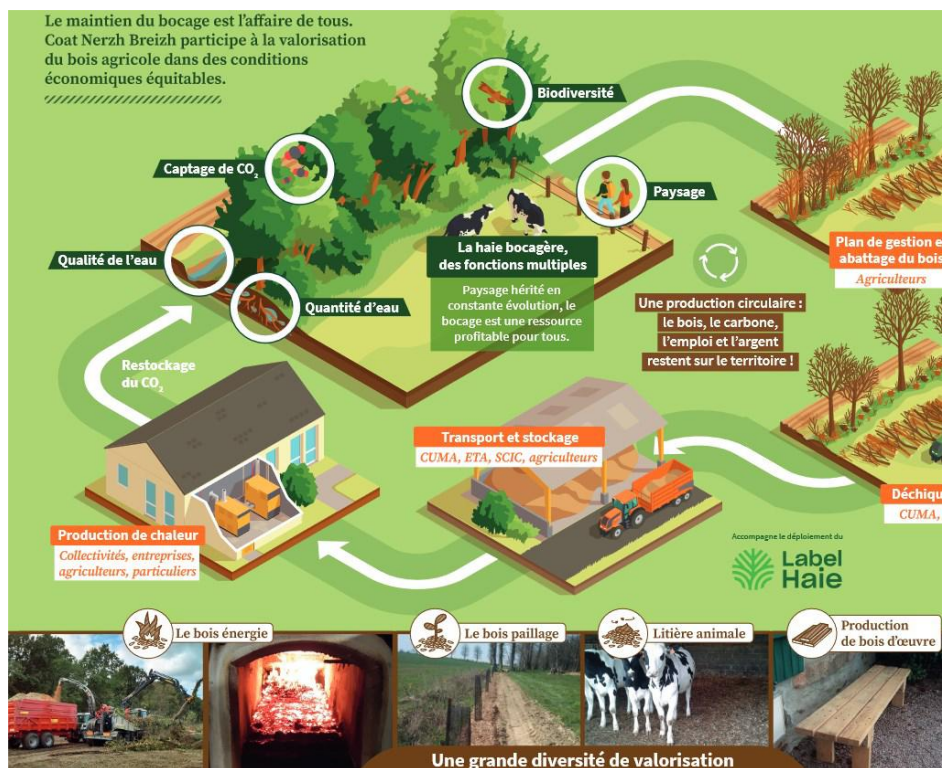 Le maintien du bocage est l'affaire de tous.
Coat Nerzh Breizh participe à la valorisation
du bois agricole dans des conditions
économiques équitables.
Biodiversité
Captage de CO₂
Paysage
Qualité de l'eau
Quantité d'eau
La haie bocagère,
des fonctions multiples
Paysage hérité en
constante évolution, le
bocage est une ressource
profitable pour tous.
Plan de gestion e
abattage du bois
Agriculteurs
Une production circulaire :
le bois, le carbone,
l'emploi et l'argent
restent sur le territoire !
Restockage
du CO₂
Transport et stockage
CUMA, ETA, SCIC, agriculteurs
Déchiqu
CUMA,
Production de chaleur
Collectivités, entreprises,
agriculteurs, particuliers
Accompagne le déploiement du
Label
Haie
Le bois énergie
Le bois paillage
Litière animale
Production
de bois d'œuvre
Une grande diversité de valorisation